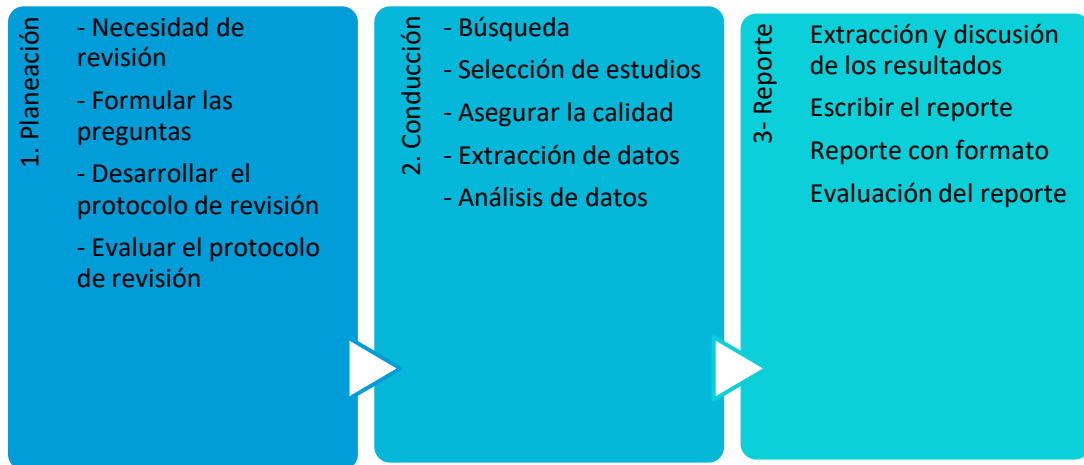 1. Planeación
- Necesidad de
revisión
- Formular las
preguntas
- Desarrollar  el
protocolo de revisión
- Evaluar el protocolo
de revisión
2. Conducción
- Búsqueda
- Selección de estudios
- Asegurar la calidad
- Extracción de datos
- Análisis de datos
3- Reporte
Extracción y discusión
de los resultados
Escribir el reporte
Reporte con formato
Evaluación del reporte